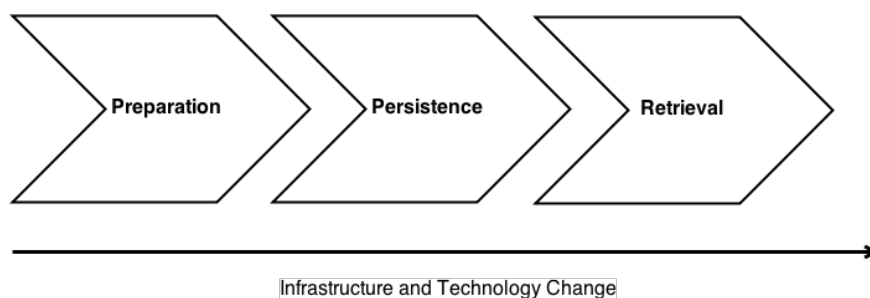 Preparation
Persistence
Retrieval
Infrastructure and Technology Change